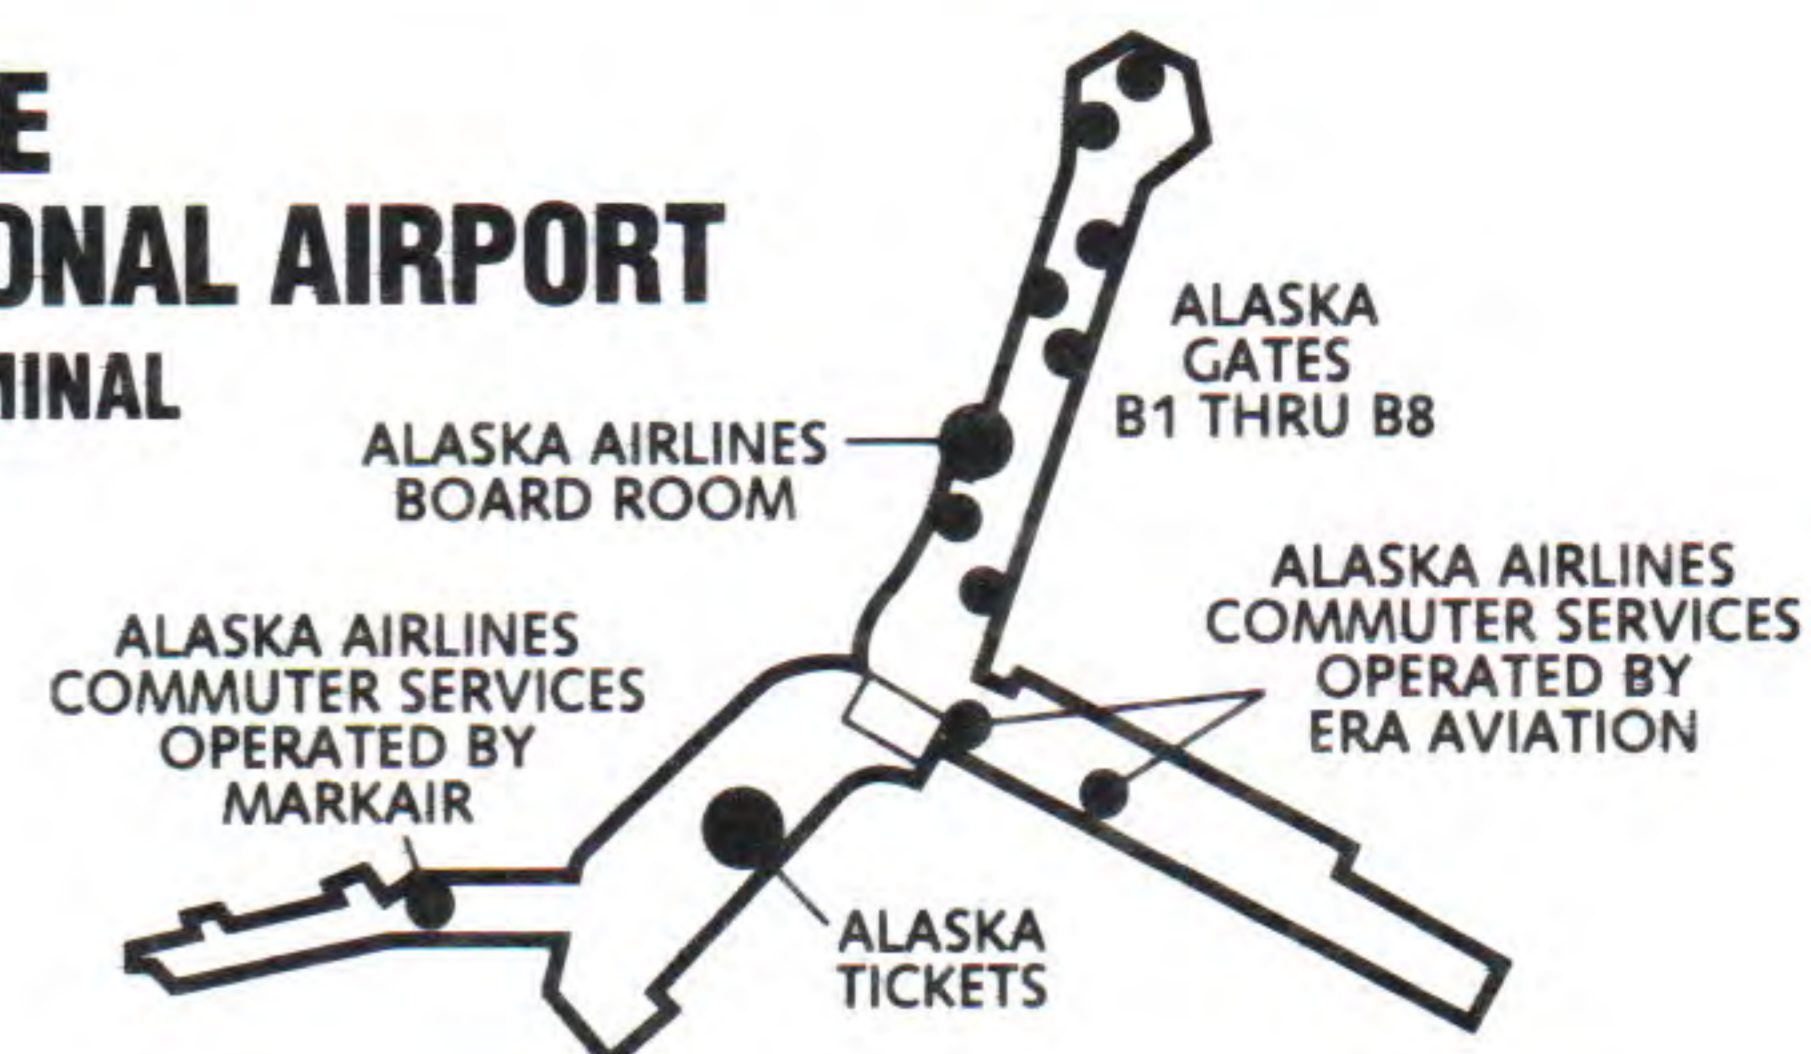 E
ONAL AIRPORT
MINAL
ALASKA
GATES
B1 THRU B8
ALASKA AIRLINES
BOARD ROOM
ALASKA AIRLINES
COMMUTER SERVICES
OPERATED BY
ERA AVIATION
ALASKA AIRLINES
COMMUTER SERVICES
OPERATED BY
MARKAIR
ALASKA
TICKETS